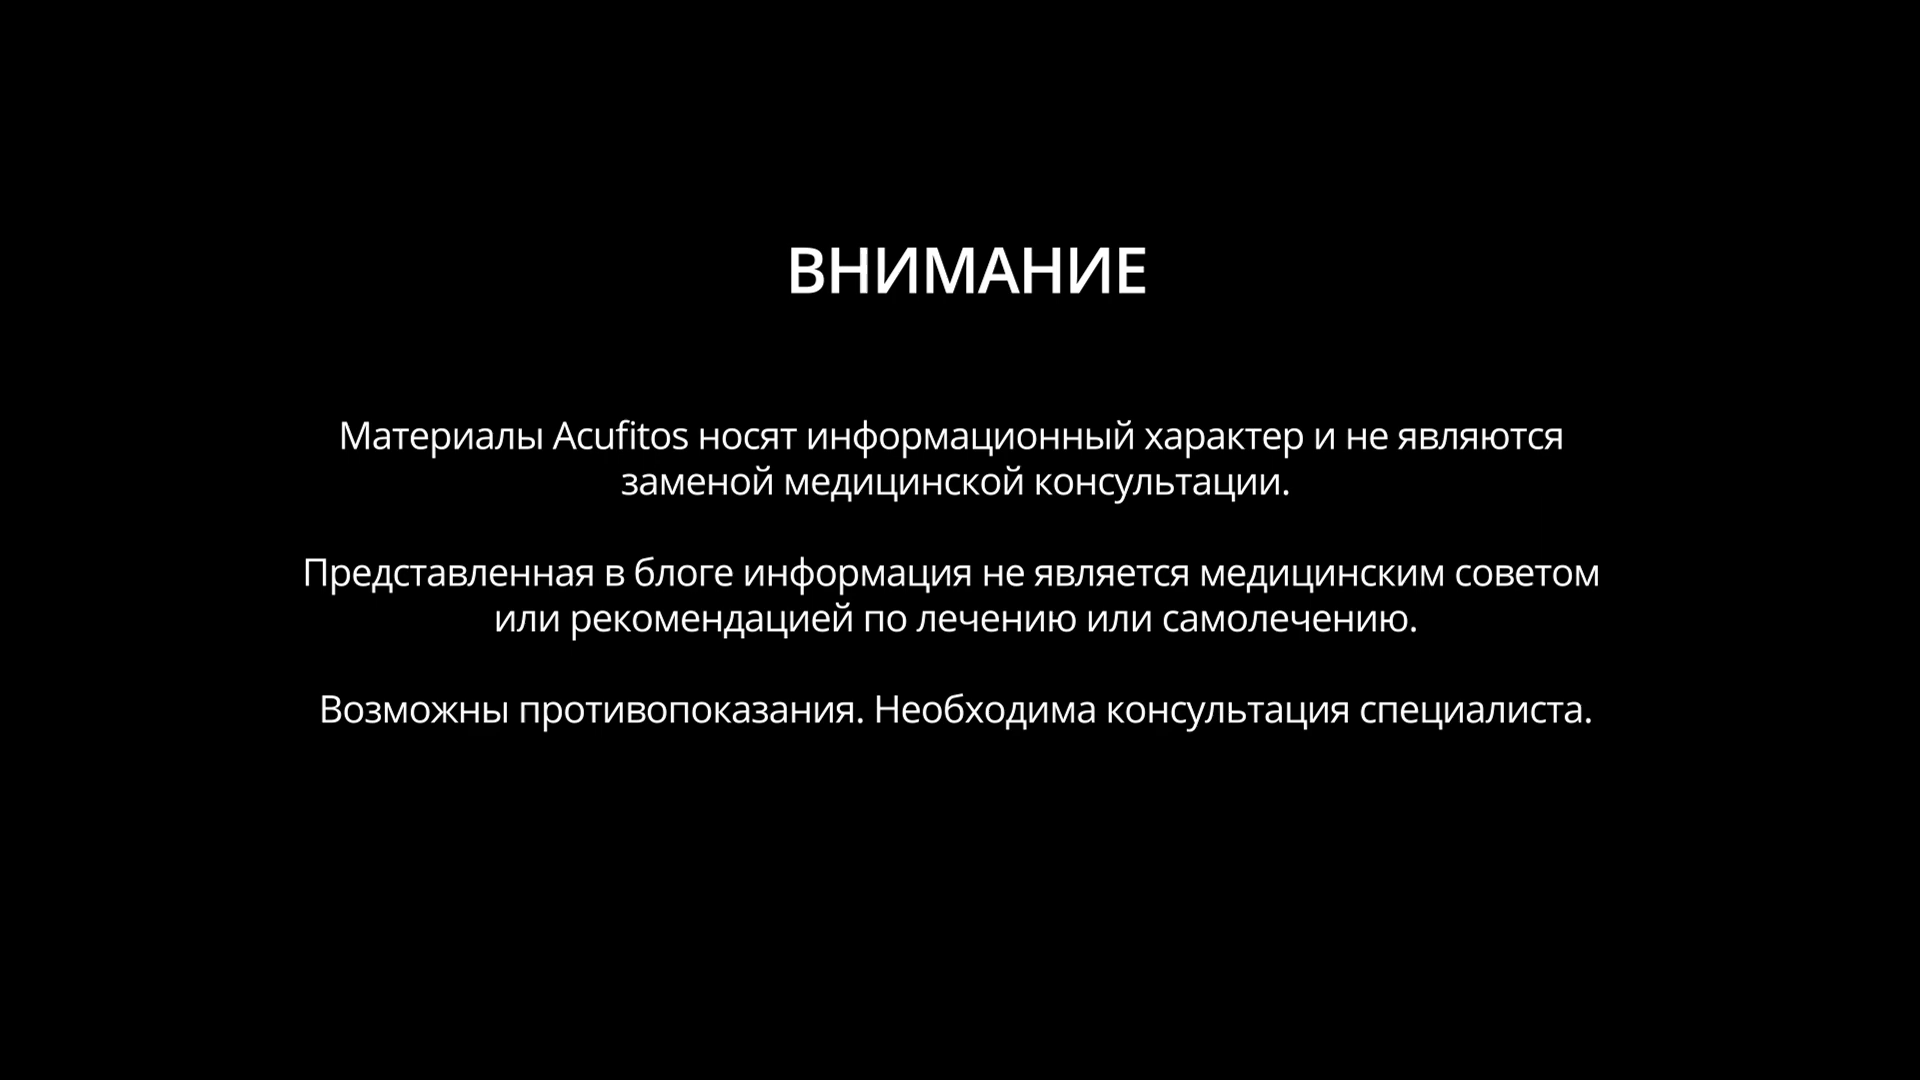 ВНИМАНИЕ
Материалы Acufitos носят информационный характер и не являются
заменой медицинской консультации.
Представленная в блоге информация не является медицинским советом
или рекомендацией по лечению или самолечению.
Возможны противопоказания. Необходима консультация специалиста.